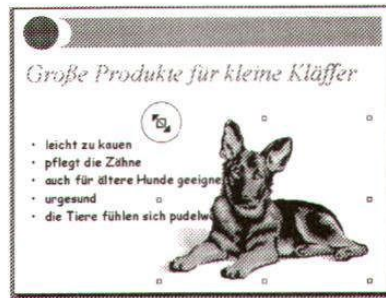 Große Produkte für kleine Kläffer
• leicht zu kauen
• pflegt die Zähne
• auch für ältere Hunde geeigne
• urgesund
• die Tiere fühlen sich pudelw